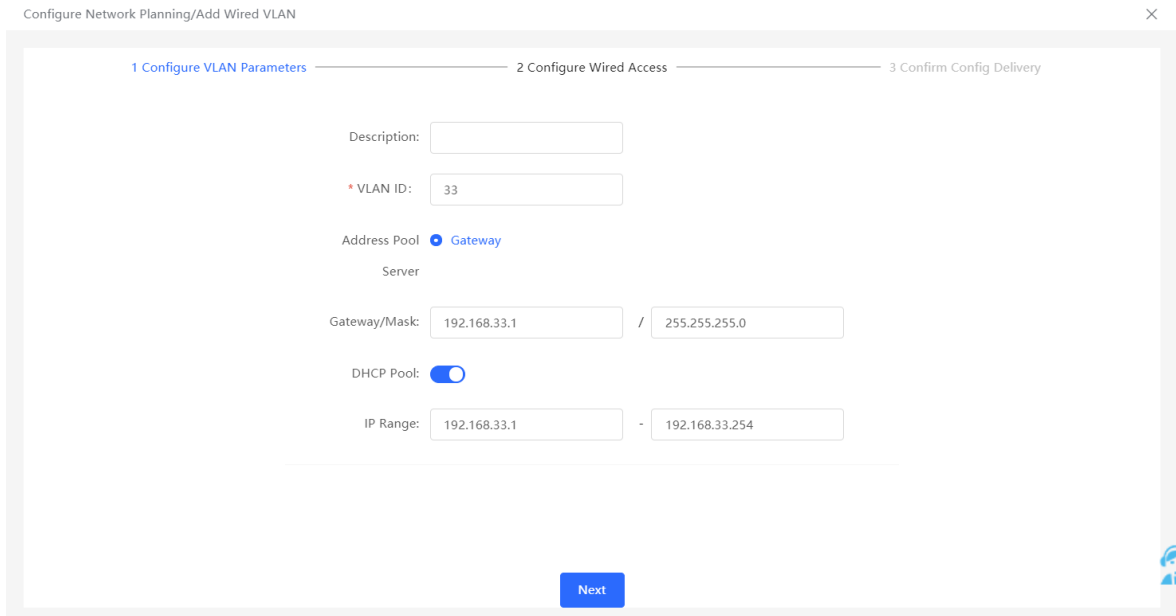 Configure Network Planning/Add Wired VLAN
1 Configure VLAN Parameters 2 Configure Wired Access 3 Confirm Config Delivery
Description:
* VLAN ID: 33
Address Pool Gateway
Server
Gateway/Mask: 192.168.33.1 / 255.255.255.0
DHCP Pool:
IP Range: 192.168.33.1 - 192.168.33.254
Next